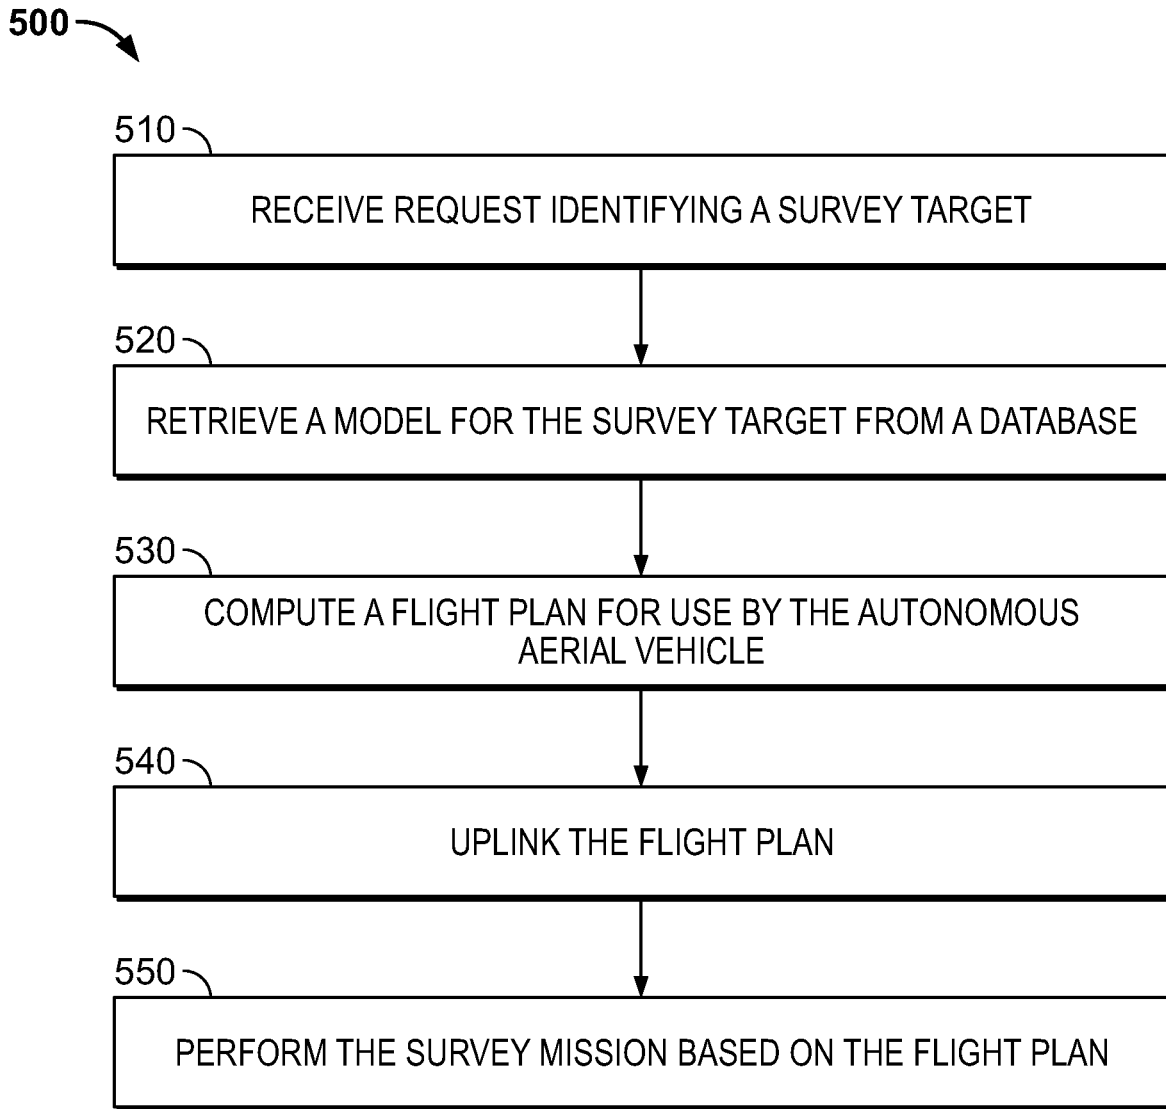 500
510
RECEIVE REQUEST IDENTIFYING A SURVEY TARGET
520
RETRIEVE A MODEL FOR THE SURVEY TARGET FROM A DATABASE
530
COMPUTE A FLIGHT PLAN FOR USE BY THE AUTONOMOUS
AERIAL VEHICLE
540
UPLINK THE FLIGHT PLAN
550
PERFORM THE SURVEY MISSION BASED ON THE FLIGHT PLAN